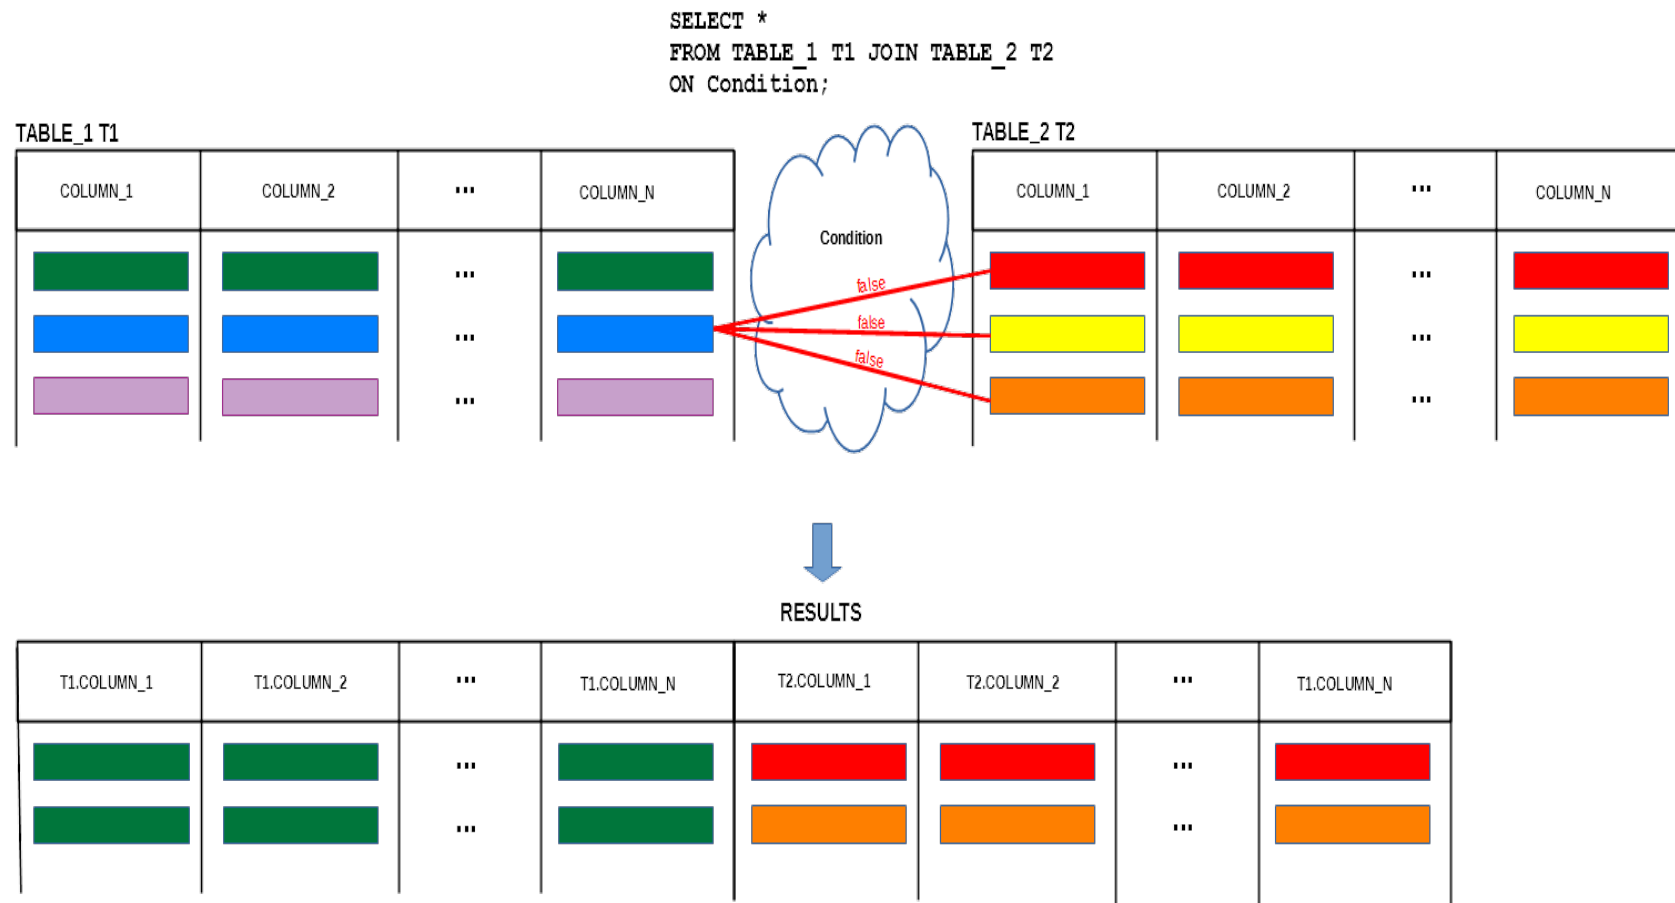 SELECT *
FROM TABLE_1 T1 JOIN TABLE_2 T2
ON Condition;
TABLE_1 T1
COLUMN_1 COLUMN_2 ... COLUMN_N
...
...
...
Condition
false
false
false
TABLE_2 T2
COLUMN_1 COLUMN_2 ... COLUMN_N
...
...
...
RESULTS
T1.COLUMN_1 T1.COLUMN_2 ... T1.COLUMN_N T2.COLUMN_1 T2.COLUMN_2 ... T1.COLUMN_N
... ...
... ...